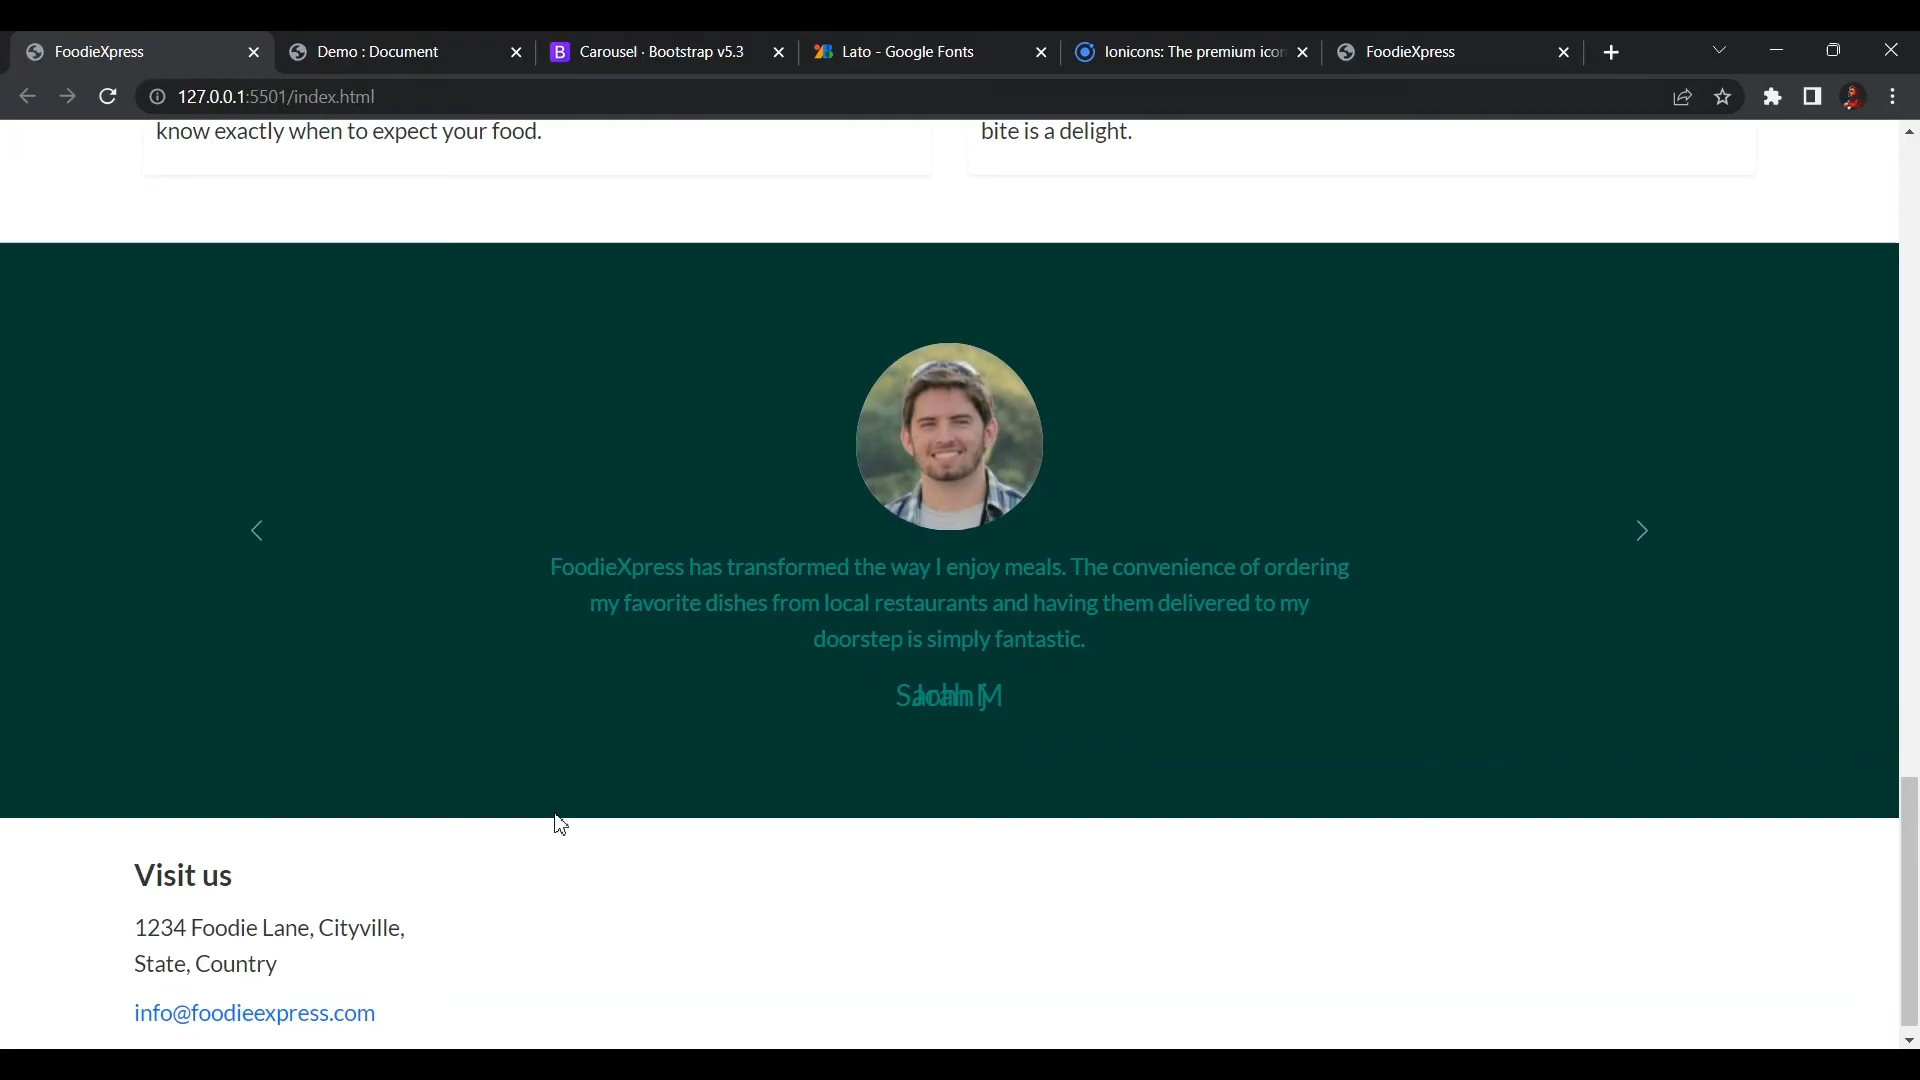 FoodieXpress
Demo : Document
Carousel · Bootstrap v5.3
Lato - Google Fonts
Ionicons: The premium icon
FoodieXpress
127.0.0.1:5501/index.html
know exactly when to expect your food.
bite is a delight.
FoodieXpress has transformed the way I enjoy meals. The convenience of ordering
my favorite dishes from local restaurants and having them delivered to my
doorstep is simply fantastic.
Visit us
1234 Foodie Lane, Cityville,
State, Country
info@foodieexpress.com